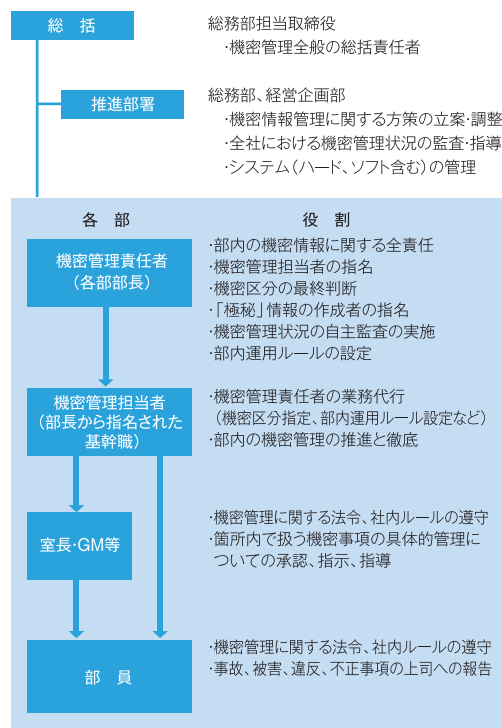 総 括
総務部担当取締役
・機密管理全般の総括責任者
推進部署
総務部、経営企画部
・機密情報管理に関する方策の立案・調整
・全社における機密管理状況の監査・指導
・システム（ハード、ソフト含む）の管理
各 部
役 割
機密管理責任者
（各部部長）
・部内の機密情報に関する全責任
・機密管理担当者の指名
・機密区分の最終判断
・「極秘」情報の作成者の指名
・機密管理状況の自主監査の実施
・部内運用ルールの設定
機密管理担当者
（部長から指名された
基幹職）
・機密管理責任者の業務代行
（機密区分指定、部内運用ルール設定など）
・部内の機密管理の推進と徹底
室長・GM等
・機密管理に関する法令、社内ルールの遵守
・箇所内で扱う機密事項の具体的管理に
ついての承認、指示、指導
部 員
・機密管理に関する法令、社内ルールの遵守
・事故、被害、違反、不正事項の上司への報告